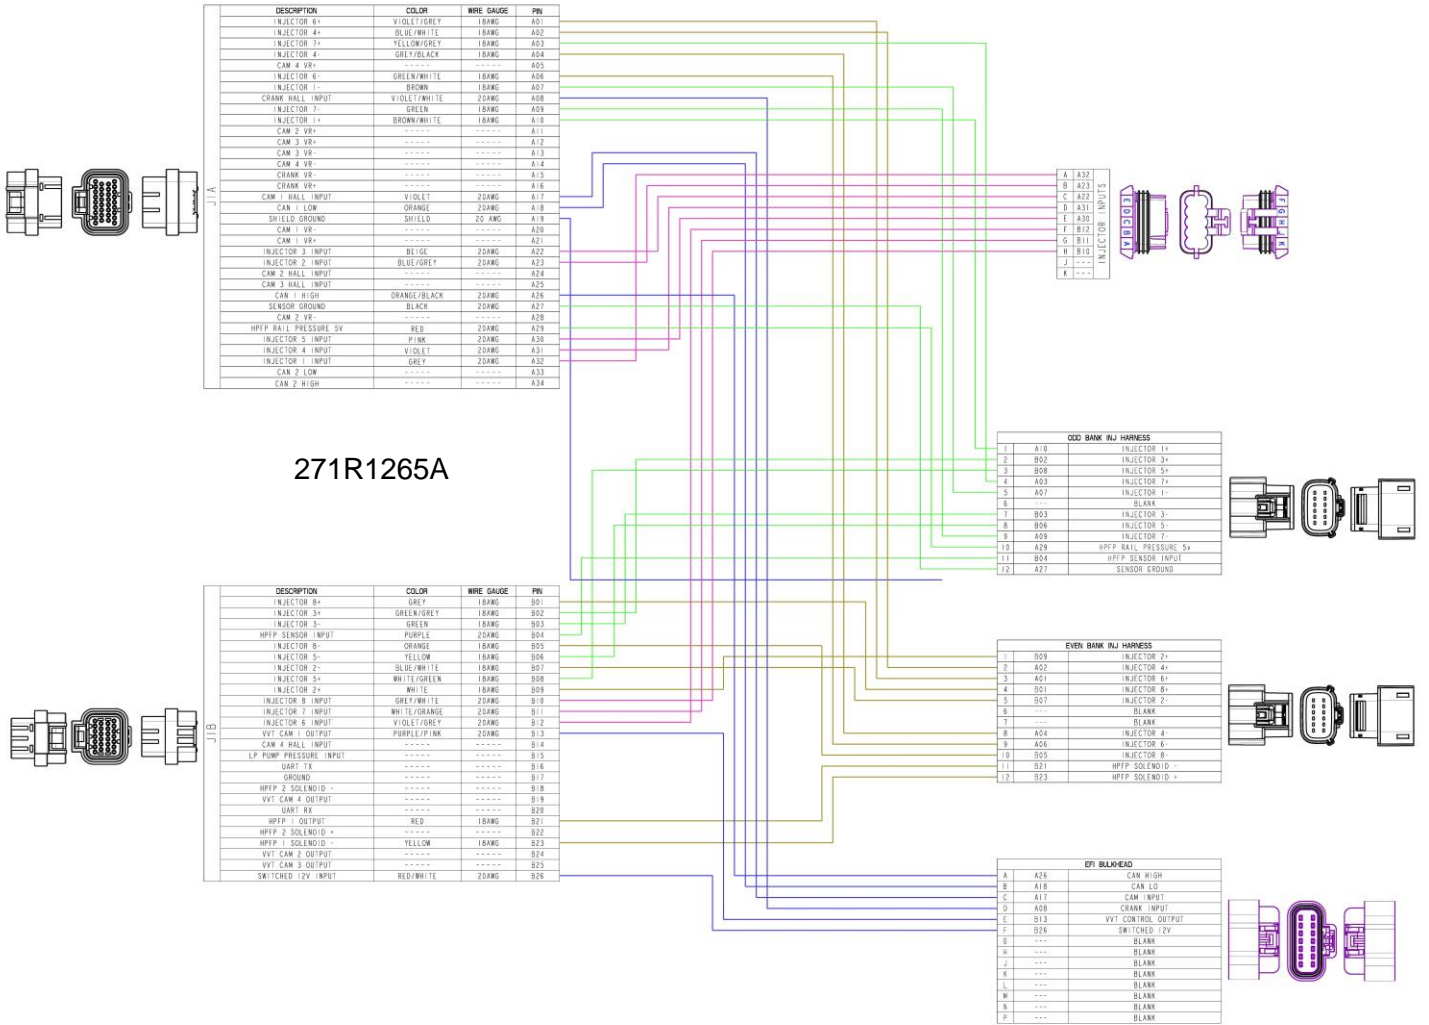 DESCRIPTION COLOR WIRE GAUGE PIN
INJECTOR 6+ VIOLET/GREY 18AWG A01
INJECTOR 4+ BLUE/WHITE 18AWG A02
INJECTOR 7+ YELLOW/GREY 18AWG A03
INJECTOR 4- GREY/BLACK 18AWG A04
CAM 4 VR+ ----- ----- A05
INJECTOR 6- GREEN/WHITE 18AWG A06
INJECTOR 1- BROWN 18AWG A07
CRANK HALL INPUT VIOLET/WHITE 20AWG A08
INJECTOR 7- GREEN 18AWG A09
INJECTOR 1+ BROWN/WHITE 18AWG A10
CAM 2 VR+ ----- ----- A11
CAM 3 VR+ ----- ----- A12
CAM 3 VR- ----- ----- A13
CAM 4 VR- ----- ----- A14
CRANK VR- ----- ----- A15
CRANK VR+ ----- ----- A16
CAM 1 HALL INPUT VIOLET 20AWG A17
CAN 1 LOW ORANGE 20AWG A18
SHIELD GROUND SHIELD 20 AWG A19
CAM 1 VR- ----- ----- A20
CAM 1 VR+ ----- ----- A21
INJECTOR 3 INPUT BEIGE 20AWG A22
INJECTOR 2 INPUT BLUE/GREY 20AWG A23
CAM 2 HALL INPUT ----- ----- A24
CAM 3 HALL INPUT ----- ----- A25
CAN 1 HIGH ORANGE/BLACK 20AWG A26
SENSOR GROUND BLACK 20AWG A27
CAM 2 VR- ----- ----- A28
HPFP RAIL PRESSURE 5V RED 20AWG A29
INJECTOR 5 INPUT PINK 20AWG A30
INJECTOR 4 INPUT VIOLET 20AWG A31
INJECTOR 1 INPUT GREY 20AWG A32
CAN 2 LOW ----- ----- A33
CAN 2 HIGH ----- ----- A34
J1A
A A32
B A23
C A22
D A31
E A30
F B12
G B11
H B10
J ---
K ---
INJECTOR INPUTS
E D C B A
F G H J K
271R1265A
ODD BANK INJ HARNESS
1 A10 INJECTOR 1+
2 B02 INJECTOR 3+
3 B08 INJECTOR 5+
4 A03 INJECTOR 7+
5 A07 INJECTOR 1-
6 --- BLANK
7 B03 INJECTOR 3-
8 B06 INJECTOR 5-
9 A09 INJECTOR 7-
10 A29 HPFP RAIL PRESSURE 5v
11 B04 HPFP SENSOR INPUT
12 A27 SENSOR GROUND
DESCRIPTION COLOR WIRE GAUGE PIN
INJECTOR 8+ GREY 18AWG B01
INJECTOR 3+ GREEN/GREY 18AWG B02
INJECTOR 3- GREEN 18AWG B03
HPFP SENSOR INPUT PURPLE 20AWG B04
INJECTOR 8- ORANGE 18AWG B05
INJECTOR 5- YELLOW 18AWG B06
INJECTOR 2- BLUE/WHITE 18AWG B07
INJECTOR 5+ WHITE/GREEN 18AWG B08
INJECTOR 2+ WHITE 18AWG B09
INJECTOR 8 INPUT GREY/WHITE 20AWG B10
INJECTOR 7 INPUT WHITE/ORANGE 20AWG B11
INJECTOR 6 INPUT VIOLET/GREY 20AWG B12
VVT CAM 1 OUTPUT PURPLE/PINK 20AWG B13
CAM 4 HALL INPUT ----- ----- B14
LP PUMP PRESSURE INPUT ----- ----- B15
UART TX ----- ----- B16
GROUND ----- ----- B17
HPFP 2 SOLENOID - ----- ----- B18
VVT CAM 4 OUTPUT ----- ----- B19
UART RX ----- ----- B20
HPFP 1 OUTPUT RED 18AWG B21
HPFP 2 SOLENOID + ----- ----- B22
HPFP 1 SOLENOID - YELLOW 18AWG B23
VVT CAM 2 OUTPUT ----- ----- B24
VVT CAM 3 OUTPUT ----- ----- B25
SWITCHED 12V INPUT RED/WHITE 20AWG B26
J1B
EVEN BANK INJ HARNESS
1 B09 INJECTOR 2+
2 A02 INJECTOR 4+
3 A01 INJECTOR 6+
4 B01 INJECTOR 8+
5 B07 INJECTOR 2-
6 --- BLANK
7 --- BLANK
8 A04 INJECTOR 4-
9 A06 INJECTOR 6-
10 B05 INJECTOR 8-
11 B21 HPFP SOLENOID -
12 B23 HPFP SOLENOID +
EFI BULKHEAD
A A26 CAN HIGH
B A18 CAN LO
C A17 CAM INPUT
D A08 CRANK INPUT
E B13 VVT CONTROL OUTPUT
F B26 SWITCHED 12V
G --- BLANK
H --- BLANK
J --- BLANK
K --- BLANK
L --- BLANK
M --- BLANK
N --- BLANK
P --- BLANK